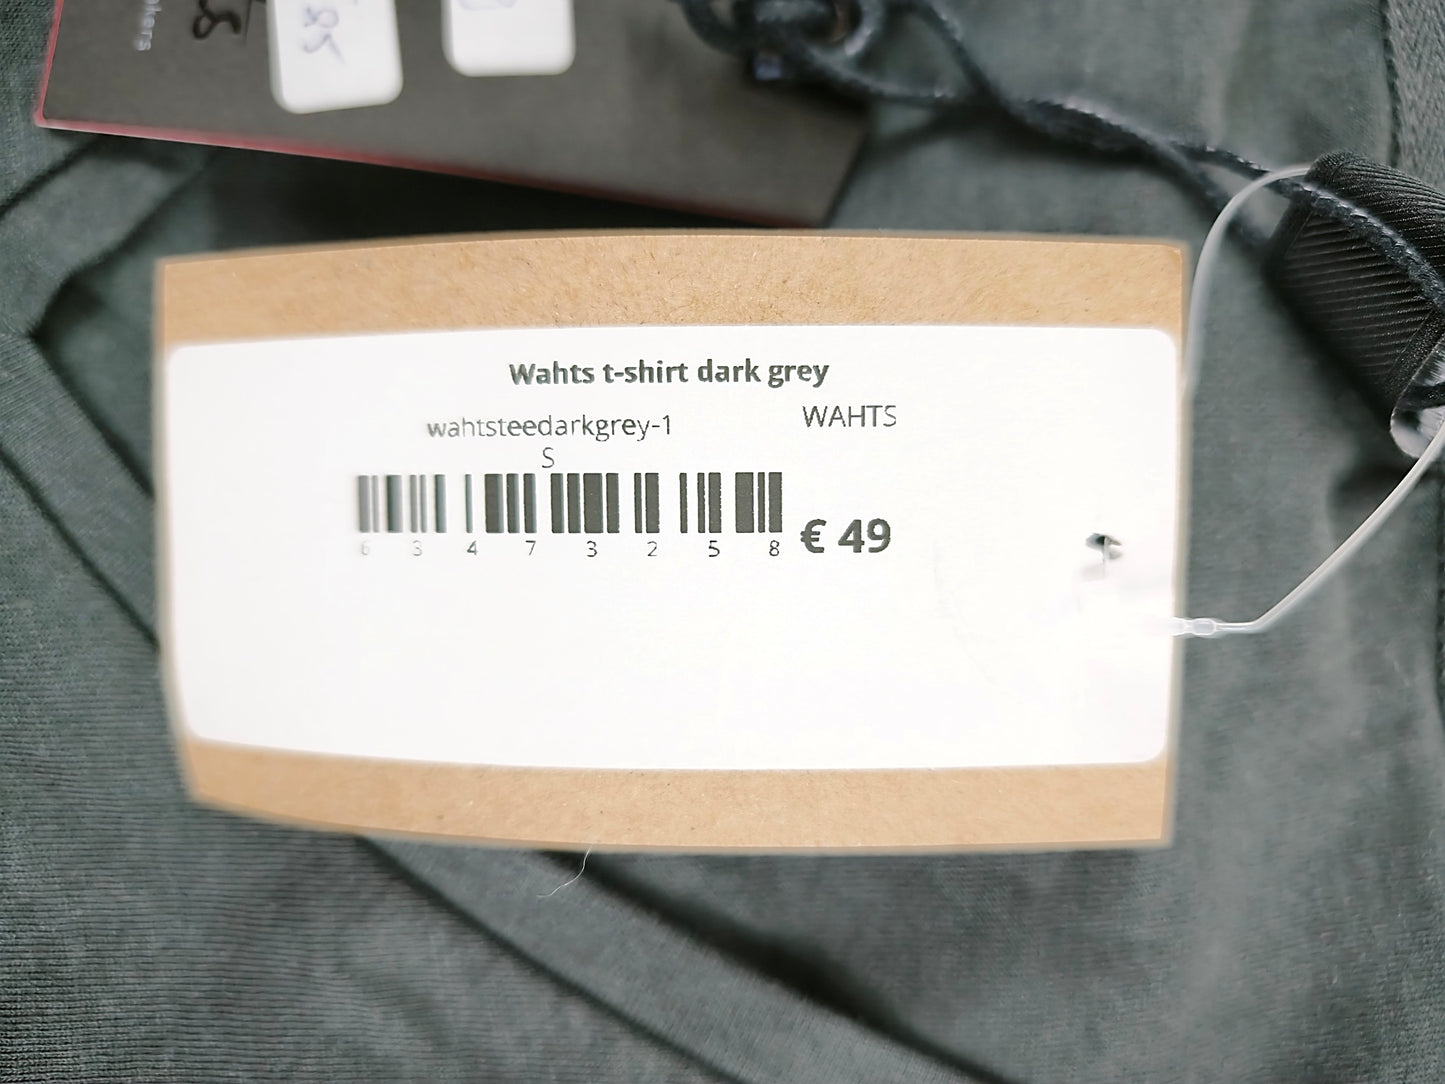 Wahts t-shirt dark grey
wahtsteedarkgrey-1 WAHTS
S
6 3 4 7 3 2 5 8 € 49